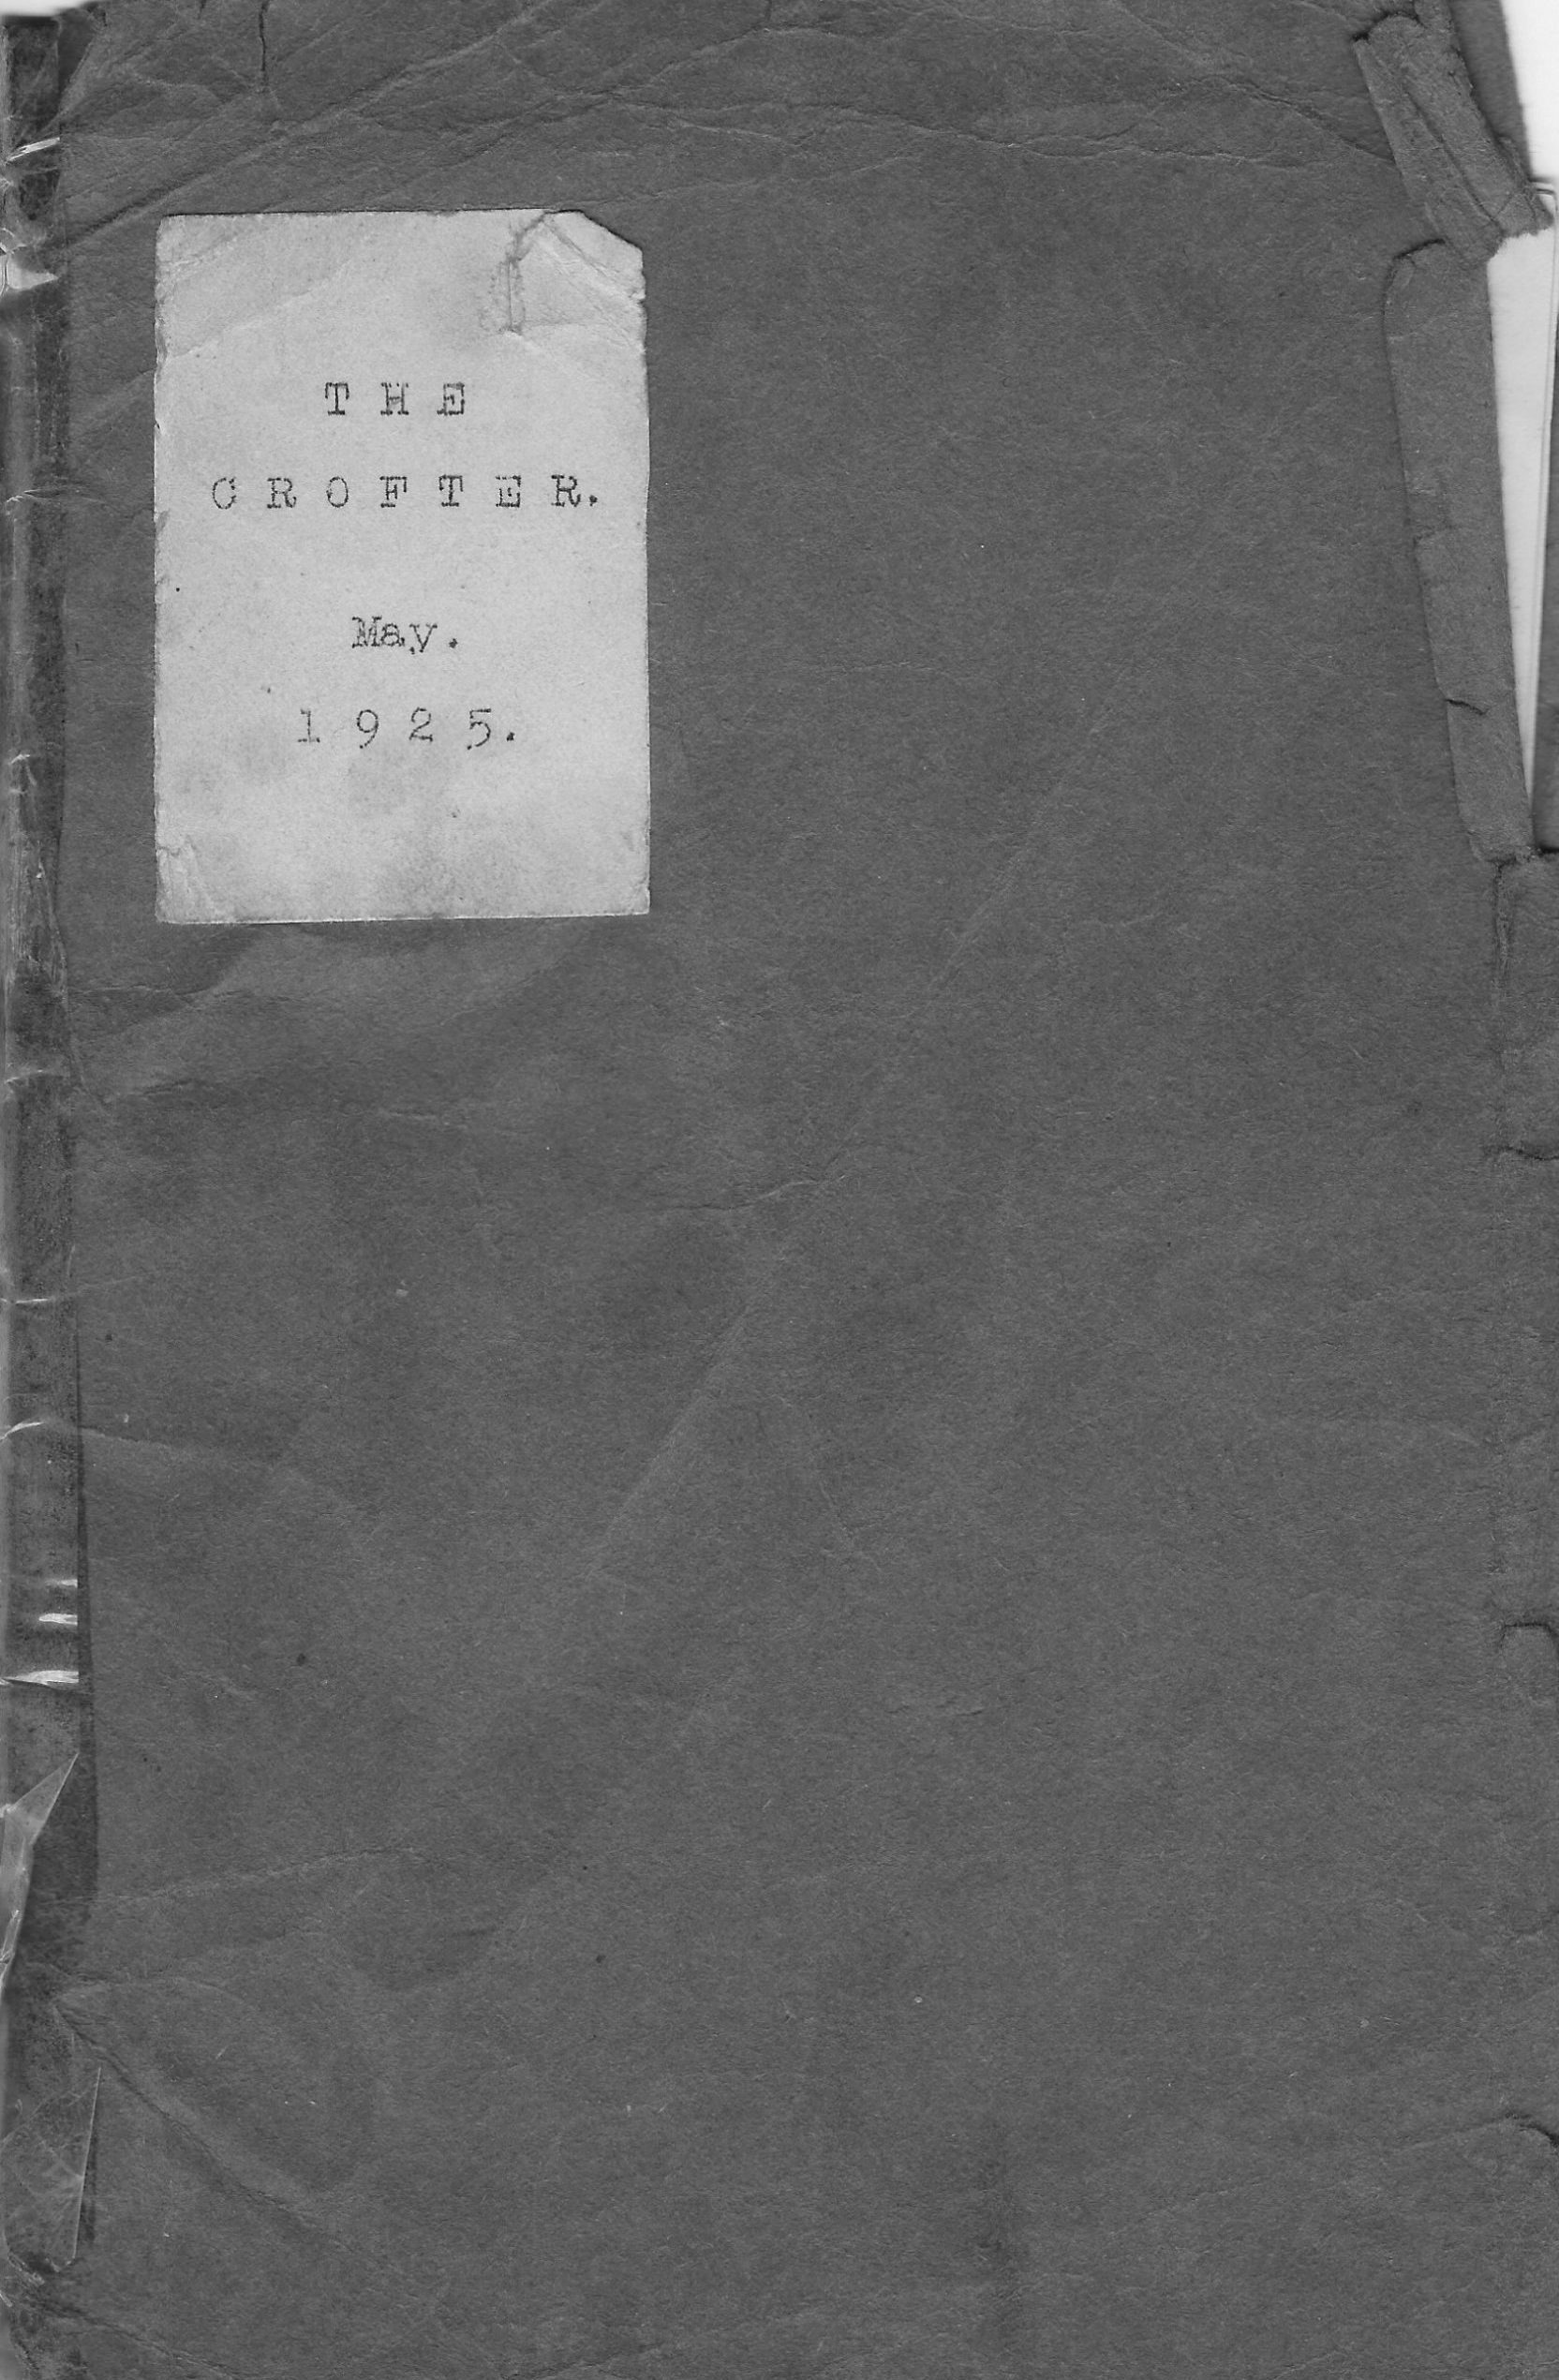 THE
CROFTER.
May.
1925.